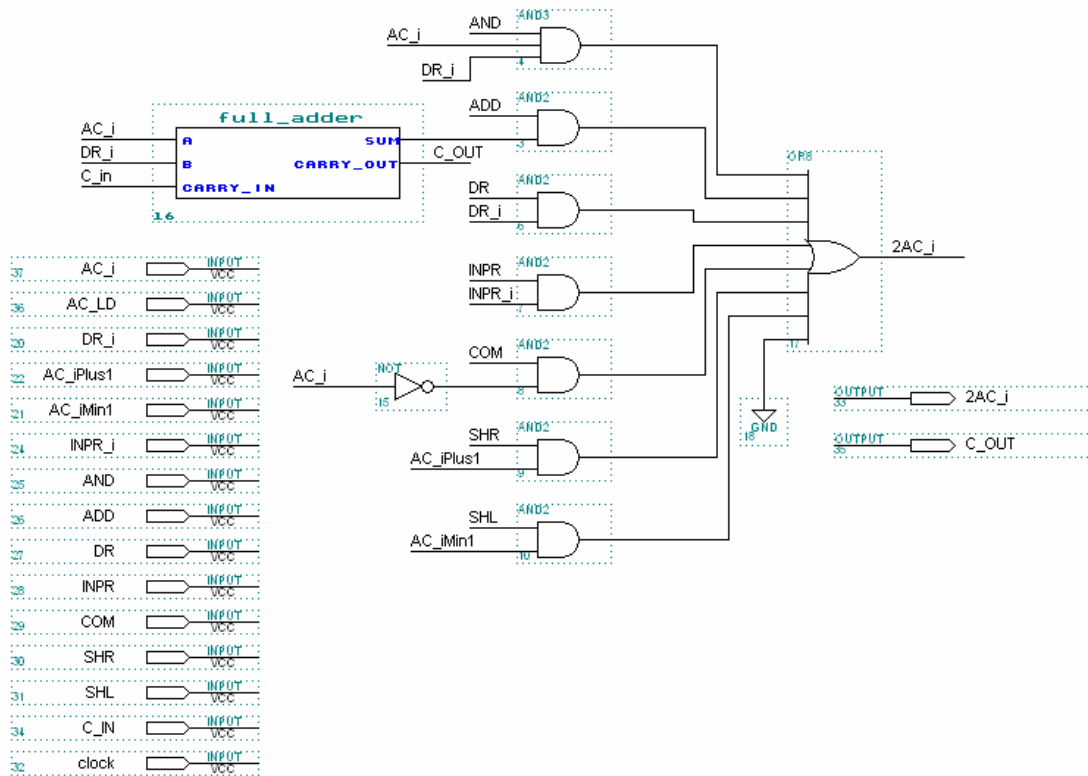 AND
AND3
AC_i
DR_i
4
full_adder
ADD
AND2
AC_i
A
SUM
3
DR_i
B
CARRY_OUT
C_OUT
C_in
CARRY_IN
16
DR
AND2
DR_i
6
OR8
2AC_i
17
INPR
AND2
INPR_i
7
COM
AND2
AC_i
NOT
15
8
SHR
AND2
AC_iPlus1
9
GND
18
SHL
AND2
AC_iMin1
10
37 AC_i INPUT
VCC
36 AC_LD INPUT
VCC
20 DR_i INPUT
VCC
22 AC_iPlus1 INPUT
VCC
21 AC_iMin1 INPUT
VCC
24 INPR_i INPUT
VCC
25 AND INPUT
VCC
26 ADD INPUT
VCC
27 DR INPUT
VCC
28 INPR INPUT
VCC
29 COM INPUT
VCC
30 SHR INPUT
VCC
31 SHL INPUT
VCC
34 C_IN INPUT
VCC
32 clock INPUT
VCC
OUTPUT 2AC_i
33
OUTPUT C_OUT
35